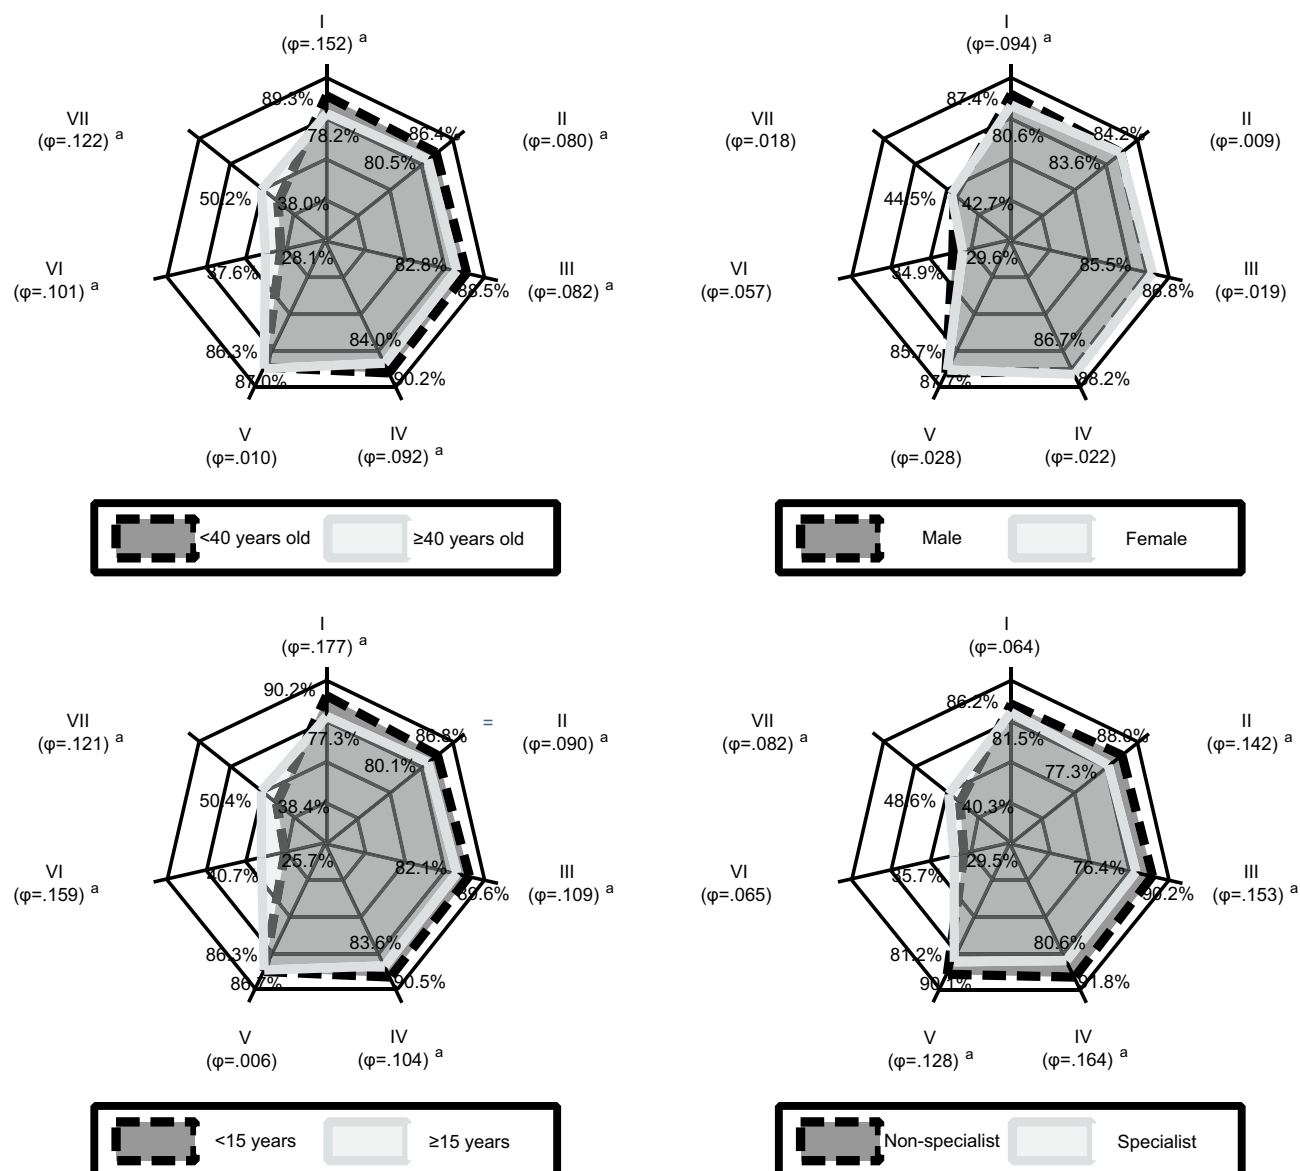 I
(φ=.152) a
89.3%
78.2%
VII
(φ=.122) a
II
(φ=.080) a
86.4%
80.5%
50.2%
38.0%
VI
(φ=.101) a
37.6%
28.1%
III
(φ=.082) a
82.8%
88.5%
86.3%
87.0%
84.0%
90.2%
V
(φ=.010)
IV
(φ=.092) a
<40 years old
≥40 years old
I
(φ=.094) a
87.4%
80.6%
VII
(φ=.018)
II
(φ=.009)
84.2%
83.6%
44.5%
42.7%
VI
(φ=.057)
34.9%
29.6%
III
(φ=.019)
85.5%
86.8%
85.7%
87.7%
86.7%
88.2%
V
(φ=.028)
IV
(φ=.022)
Male
Female
I
(φ=.177) a
90.2%
77.3%
VII
(φ=.121) a
=
II
(φ=.090) a
86.8%
80.1%
50.4%
38.4%
VI
(φ=.159) a
40.7%
25.7%
III
(φ=.109) a
82.1%
89.6%
86.3%
86.7%
83.6%
90.5%
V
(φ=.006)
IV
(φ=.104) a
<15 years
≥15 years
I
(φ=.064)
86.2%
81.5%
VII
(φ=.082) a
II
(φ=.142) a
88.0%
77.3%
48.6%
40.3%
VI
(φ=.065)
35.7%
29.5%
III
(φ=.153) a
76.4%
90.2%
81.2%
90.1%
80.6%
91.8%
V
(φ=.128) a
IV
(φ=.164) a
Non-specialist
Specialist